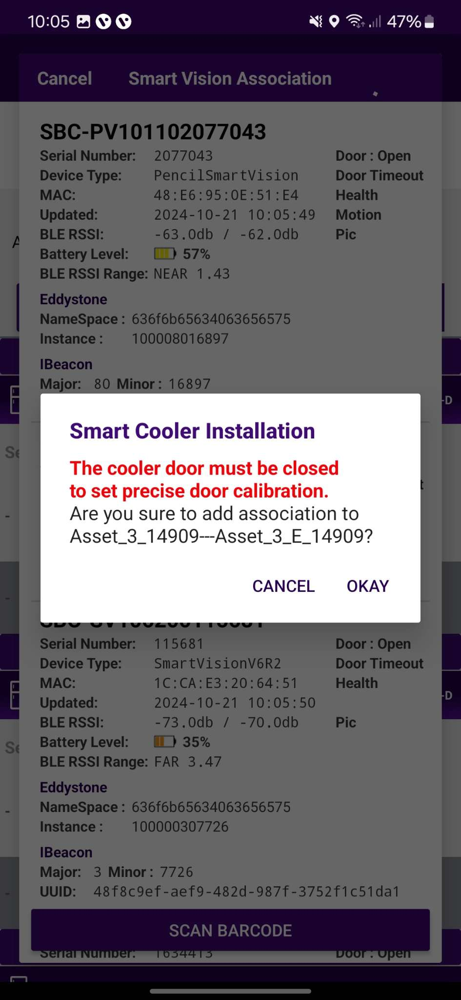 10:05
47%
Cancel Smart Vision Association
SBC-PV101102077043
Serial Number: 2077043 Door : Open
Device Type: PencilSmartVision Door Timeout
MAC: 48:E6:95:0E:51:E4 Health
Updated: 2024-10-21 10:05:49 Motion
BLE RSSI: -63.0db / -62.0db Pic
Battery Level: 57%
BLE RSSI Range: NEAR 1.43
Eddystone
NameSpace : 636f6b65634063656575
Instance : 100008016897
IBeacon
Major: 80 Minor : 16897
-D
Smart Cooler Installation
The cooler door must be closed
to set precise door calibration.
Are you sure to add association to
Asset_3_14909---Asset_3_E_14909?
CANCEL OKAY
Serial Number: 115681 Door : Open
Device Type: SmartVisionV6R2 Door Timeout
MAC: 1C:CA:E3:20:64:51 Health
Updated: 2024-10-21 10:05:50
-D
BLE RSSI: -73.0db / -70.0db Pic
Battery Level: 35%
BLE RSSI Range: FAR 3.47
Eddystone
NameSpace : 636f6b65634063656575
Instance : 100000307726
IBeacon
Major: 3 Minor : 7726
UUID: 48f8c9ef-aef9-482d-987f-3752f1c51da1
SCAN BARCODE
Serial Number: 1634413 Door : Open